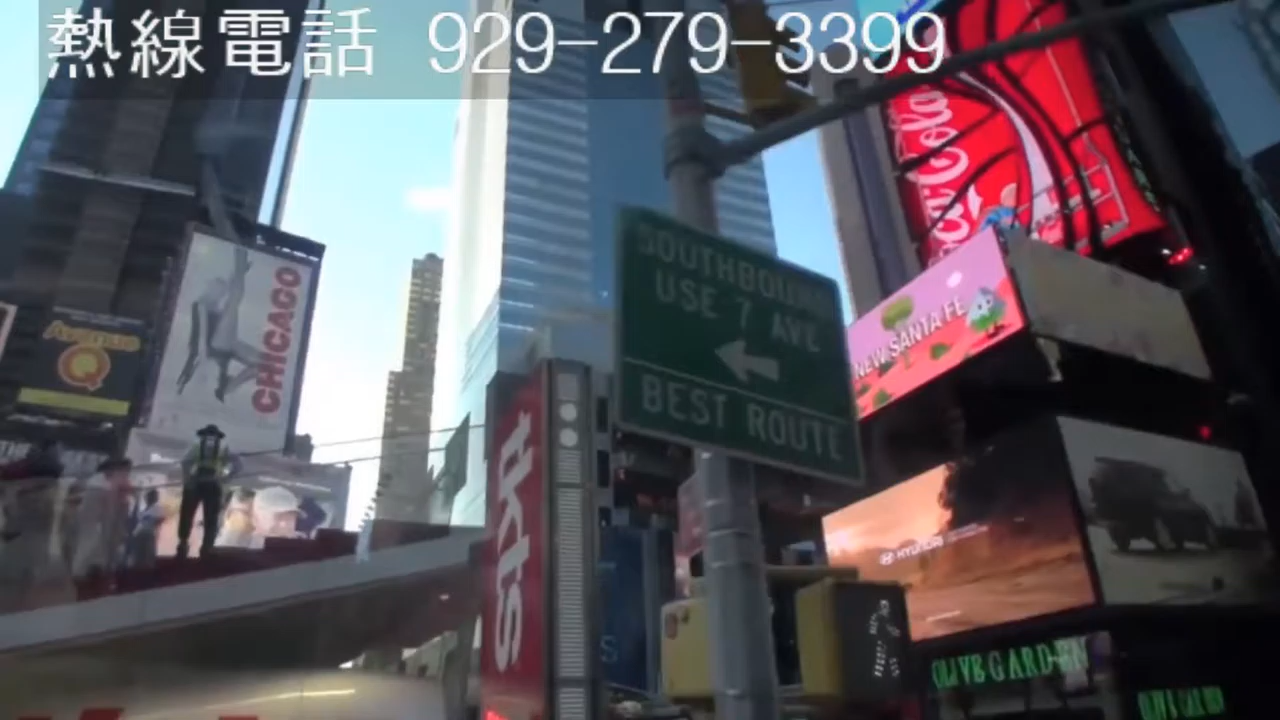 熱線電話 929-279-3399
Coca-Cola
SOUTHBOUND
USE 7 AVE
BEST ROUTE
Avenue
Q
CHICAGO
NEW SANTA FE
tkts
HYUNDAI
OLIVE GARDEN